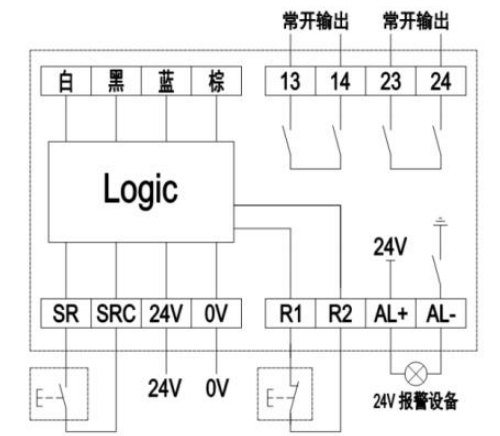 常开输出 常开输出
白 黑 蓝 棕 13 14 23 24
Logic
24V
SR SRC 24V 0V R1 R2 AL+ AL-
24V 0V
24V 报警设备